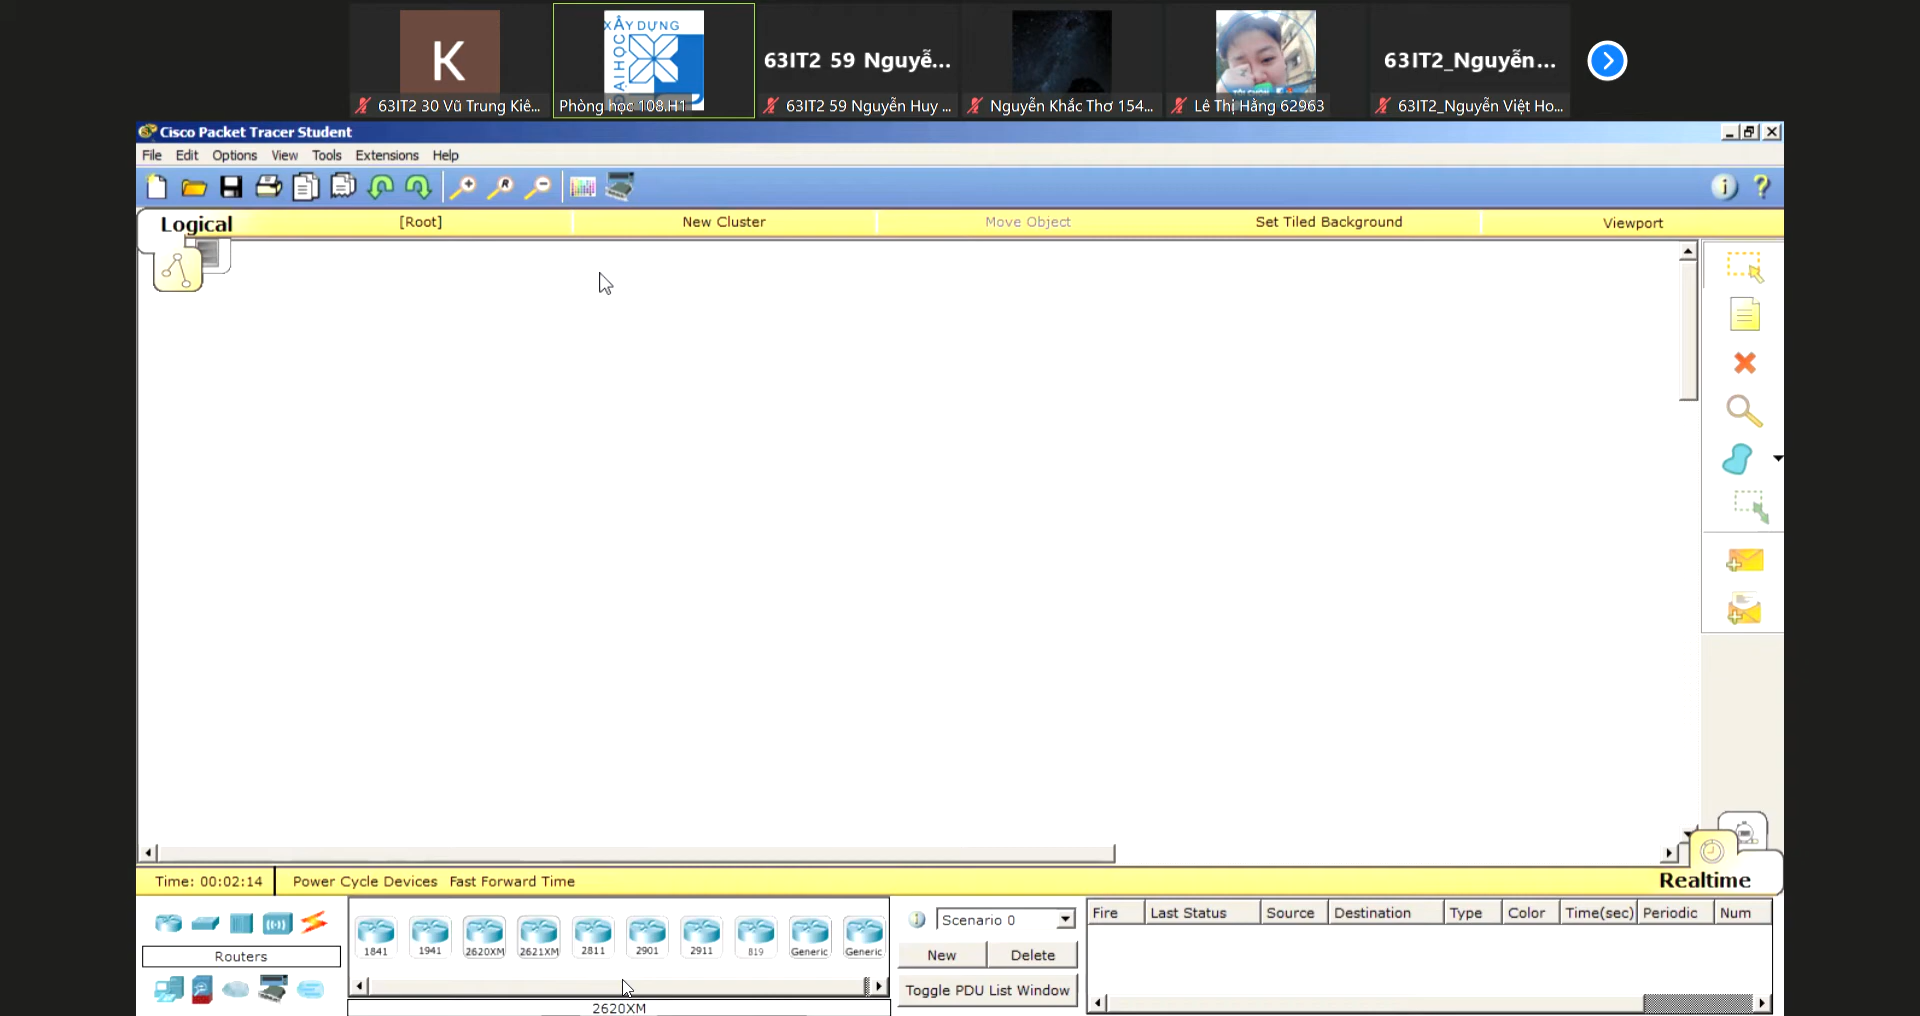 K
XÂY DỰNG
ĐẠI HỌC
63IT2 59 Nguyễ...
63IT2_Nguyễn...
63IT2 30 Vũ Trung Kiê...
Phòng học 108.H1
63IT2 59 Nguyễn Huy ...
Nguyễn Khắc Thơ 154...
Lê Thị Hằng 62963
63IT2_Nguyễn Việt Ho...
Cisco Packet Tracer Student
File Edit Options View Tools Extensions Help
Logical [Root] New Cluster Move Object Set Tiled Background Viewport
Time: 00:02:14 Power Cycle Devices Fast Forward Time Realtime
Routers
1841 1941 2620XM 2621XM 2811 2901 2911 819 Generic Generic
2620XM
Scenario 0
New Delete
Toggle PDU List Window
Fire Last Status Source Destination Type Color Time(sec) Periodic Num